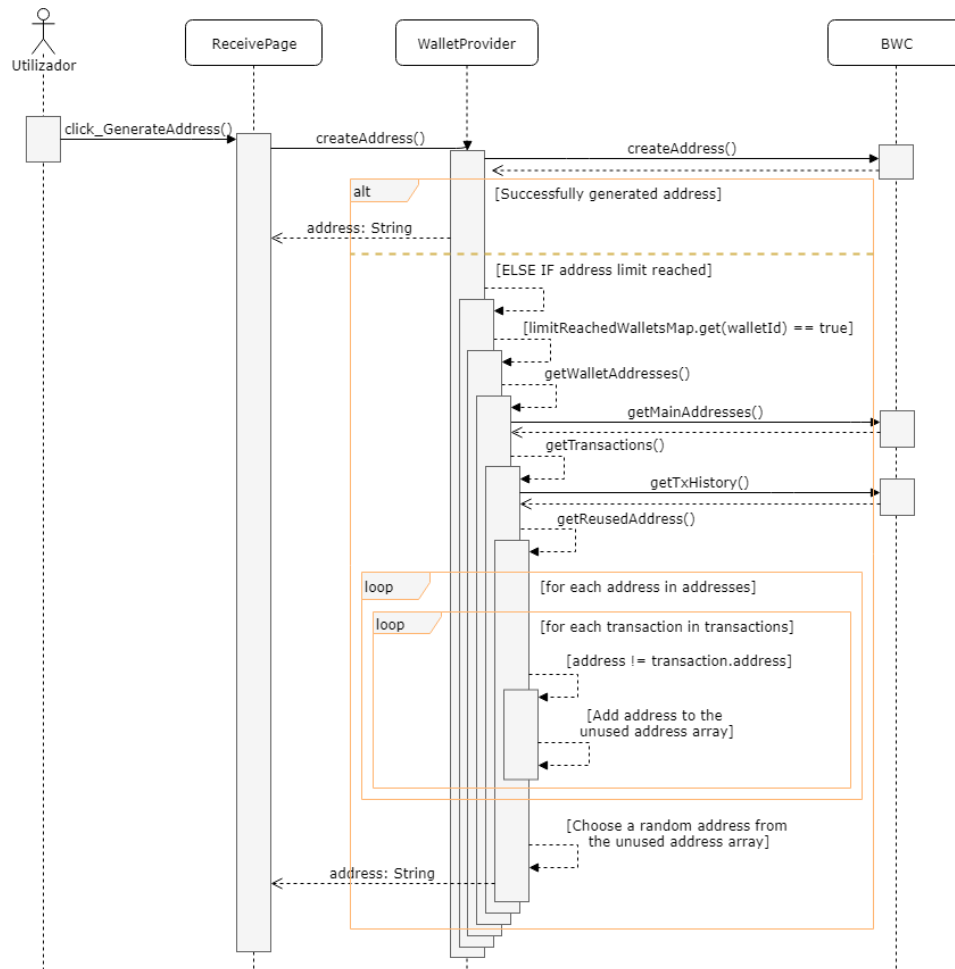 Utilizador
ReceivePage
WalletProvider
BWC
click_GenerateAddress()
createAddress()
createAddress()
alt
[Successfully generated address]
address: String
[ELSE IF address limit reached]
[limitReachedWalletsMap.get(walletId) == true]
getWalletAddresses()
getMainAddresses()
getTransactions()
getTxHistory()
getReusedAddress()
loop
[for each address in addresses]
loop
[for each transaction in transactions]
[address != transaction.address]
[Add address to the
unused address array]
[Choose a random address from
the unused address array]
address: String